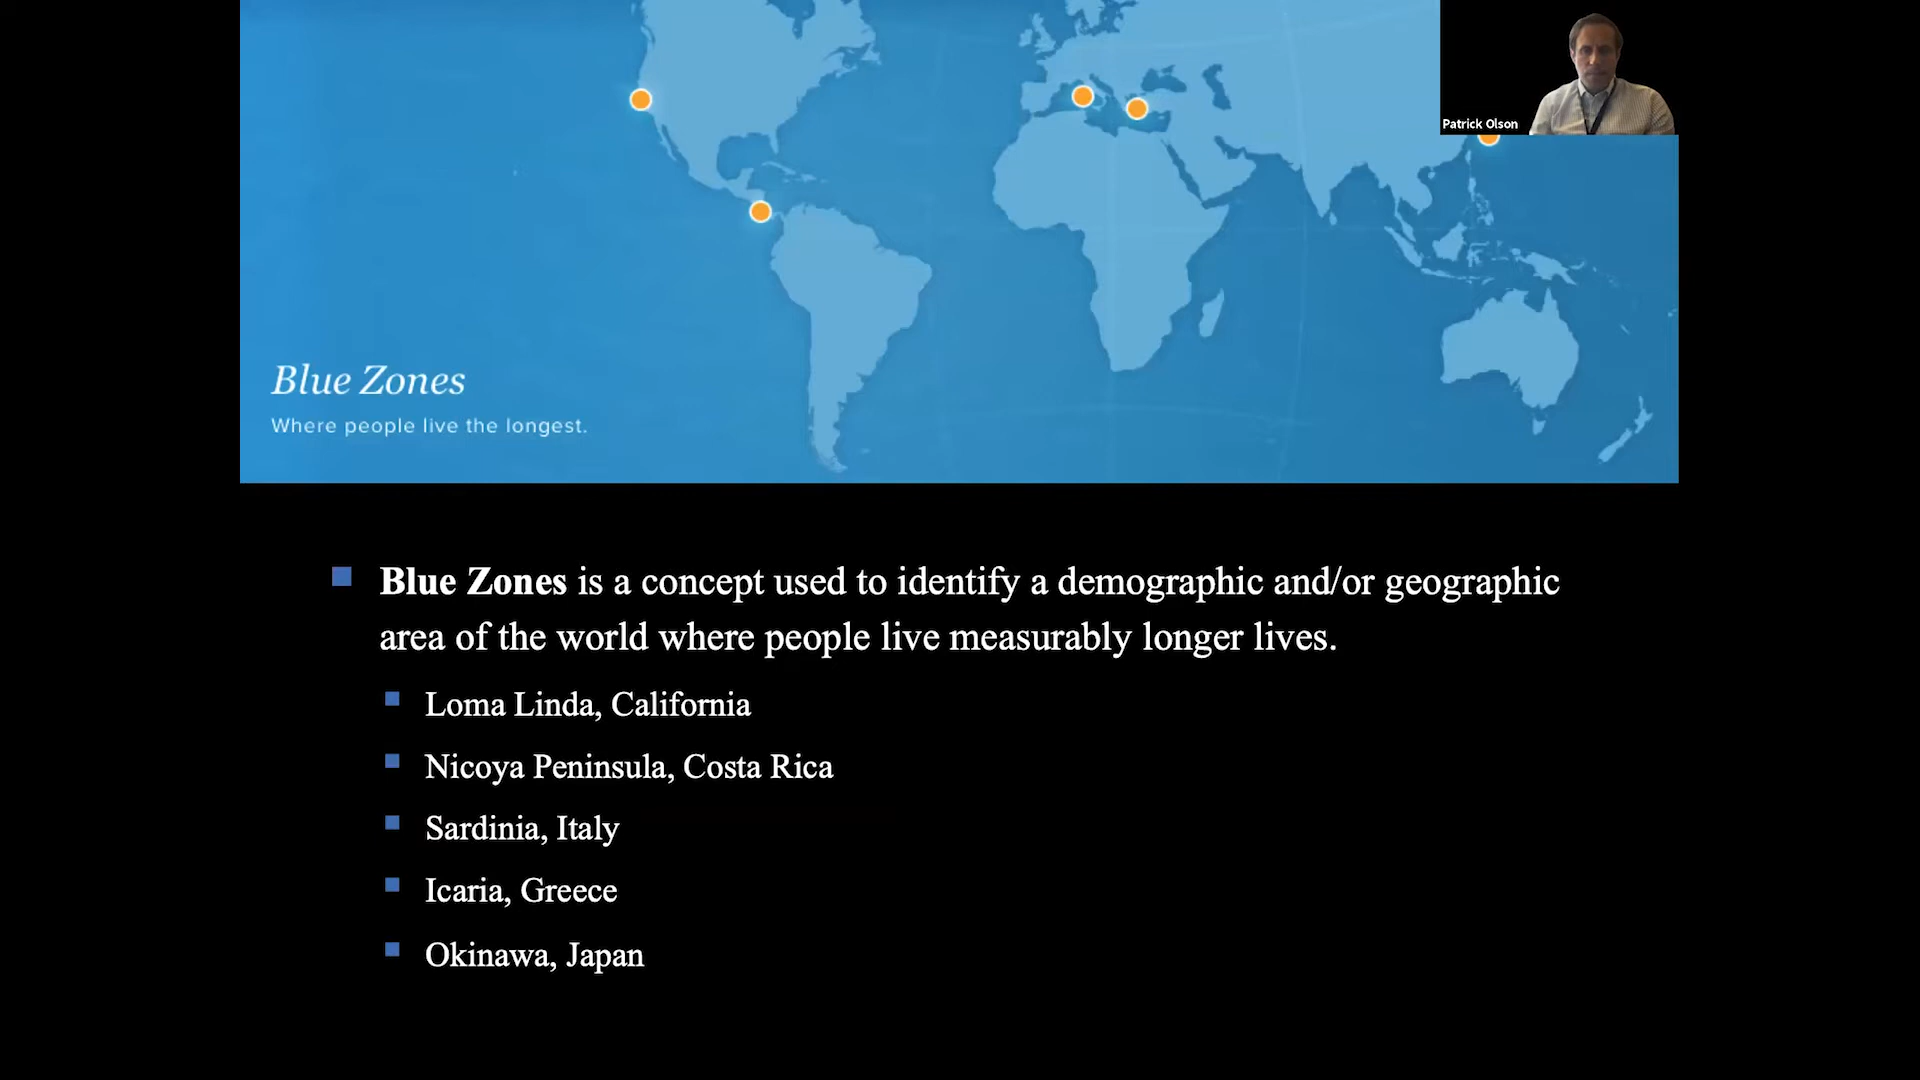 Patrick Olson
Blue Zones
Where people live the longest.
Blue Zones is a concept used to identify a demographic and/or geographic
area of the world where people live measurably longer lives.
Loma Linda, California
Nicoya Peninsula, Costa Rica
Sardinia, Italy
Icaria, Greece
Okinawa, Japan